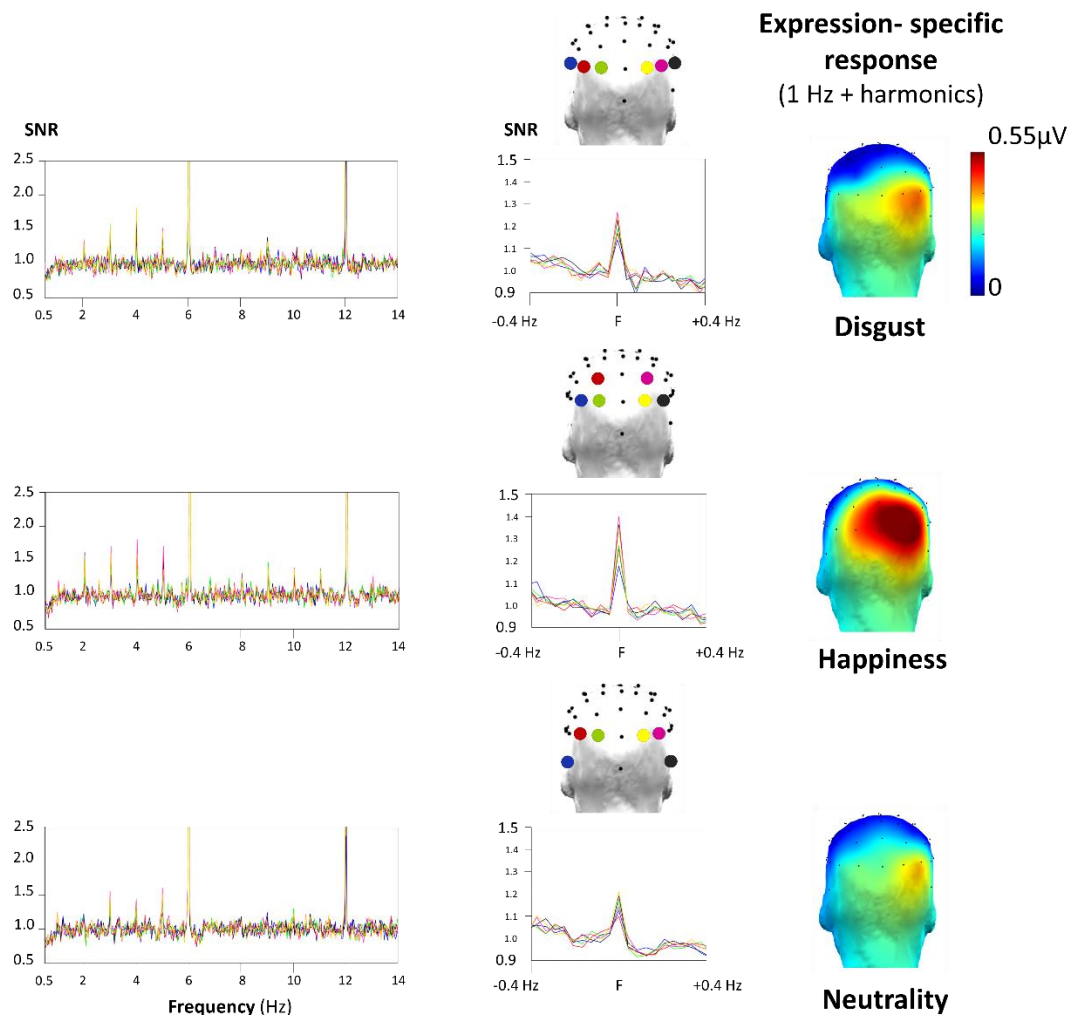 Expression- specific
response
(1 Hz + harmonics)
SNR
2.5
2.0
1.5
1.0
0.5
0.5 2 4 6 8 10 12 14
SNR
1.5
1.4
1.3
1.2
1.1
1.0
0.9
-0.4 Hz F +0.4 Hz
0.55µV
0
Disgust
2.5
2.0
1.5
1.0
0.5
0.5 2 4 6 8 10 12 14
1.5
1.4
1.3
1.2
1.1
1.0
0.9
-0.4 Hz F +0.4 Hz
Happiness
2.5
2.0
1.5
1.0
0.5
0.5 2 4 6 8 10 12 14
Frequency (Hz)
1.5
1.4
1.3
1.2
1.1
1.0
0.9
-0.4 Hz F +0.4 Hz
Neutrality